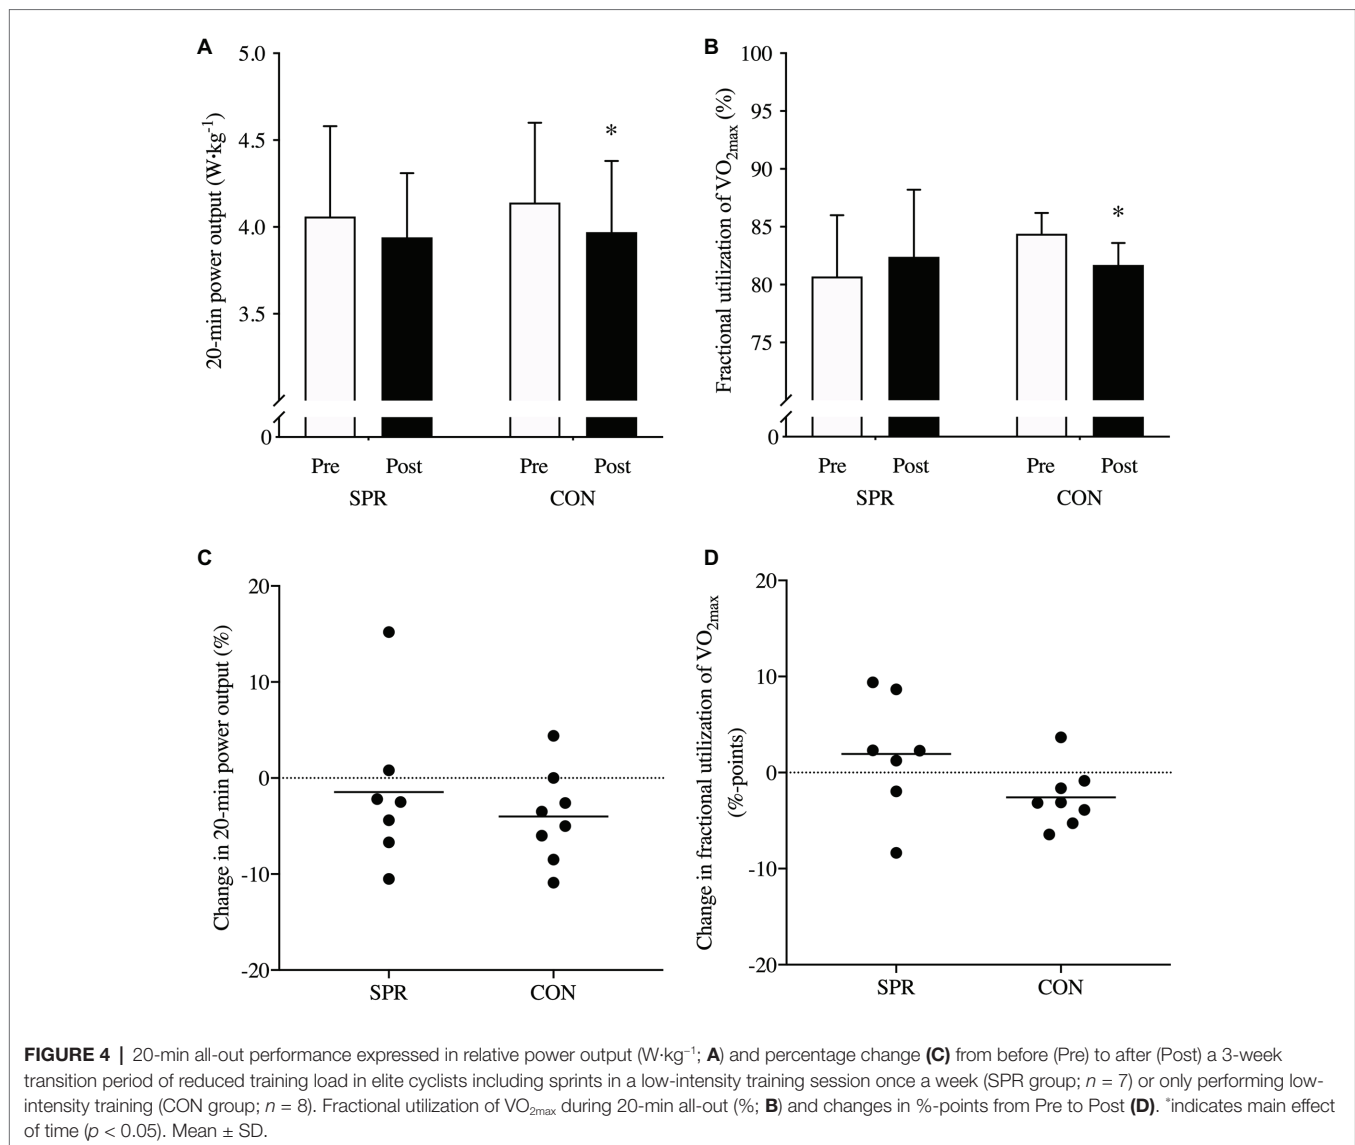 A
20-min power output (W·kg⁻¹)
5.0
4.5
4.0
3.5
0
*
Pre Post Pre Post
SPR CON
B
Fractional utilization of VO₂max (%)
100
95
90
85
80
75
0
*
Pre Post Pre Post
SPR CON
C
Change in 20-min power output (%)
20
10
0
-10
-20
SPR CON
D
Change in fractional utilization of VO₂max
(%-points)
20
10
0
-10
-20
SPR CON
FIGURE 4 | 20-min all-out performance expressed in relative power output (W·kg⁻¹; A) and percentage change (C) from before (Pre) to after (Post) a 3-week
transition period of reduced training load in elite cyclists including sprints in a low-intensity training session once a week (SPR group; n = 7) or only performing low-
intensity training (CON group; n = 8). Fractional utilization of VO₂max during 20-min all-out (%; B) and changes in %-points from Pre to Post (D). *indicates main effect
of time (p < 0.05). Mean ± SD.